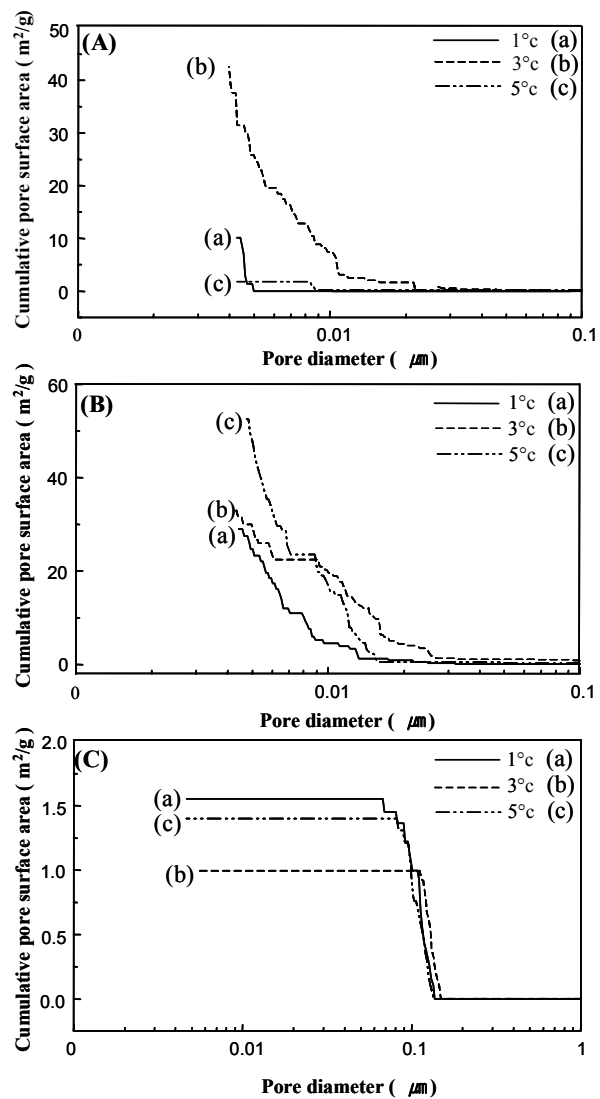 (A)
1°c (a)
3°c (b)
5°c (c)
(b)
(a)
(c)
50
40
30
20
10
0
0 0.01 0.1
Cumulative pore surface area ( m²/g)
Pore diameter ( μm)
(B)
1°c (a)
3°c (b)
5°c (c)
(c)
(b)
(a)
60
40
20
0
0 0.01 0.1
Cumulative pore surface area ( m²/g)
Pore diameter ( μm)
(C)
1°c (a)
3°c (b)
5°c (c)
(a)
(c)
(b)
2.0
1.5
1.0
0.5
0.0
0 0.01 0.1 1
Cumulative pore surface area ( m²/g)
Pore diameter ( μm)